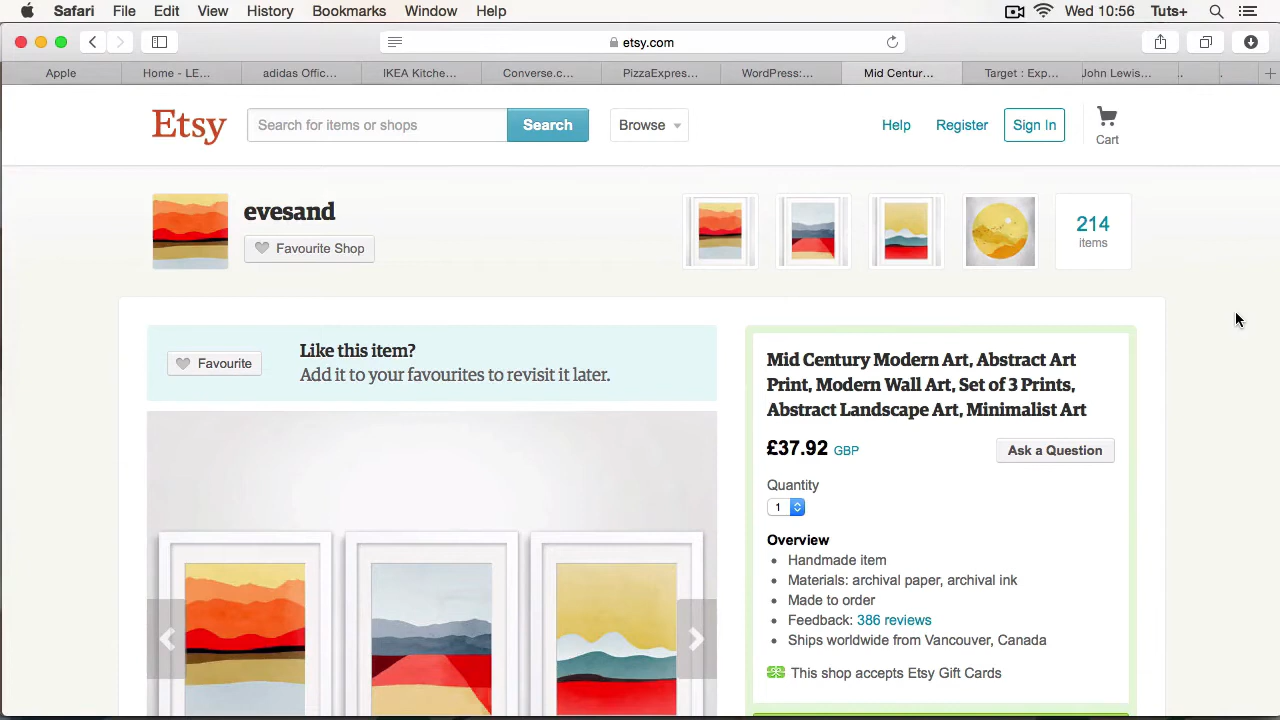 Safari File Edit View History Bookmarks Window Help Wed 10:56 Tuts+
etsy.com
Apple Home - LE... adidas Offic... IKEA Kitche... Converse.c... PizzaExpres... WordPress:... Mid Centur... Target : Exp... John Lewis...
Etsy Search for items or shops Search Browse Help Register Sign In Cart
evesand
Favourite Shop
214
items
Favourite
Like this item?
Add it to your favourites to revisit it later.
Mid Century Modern Art, Abstract Art
Print, Modern Wall Art, Set of 3 Prints,
Abstract Landscape Art, Minimalist Art
£37.92 GBP Ask a Question
Quantity
1
Overview
Handmade item
Materials: archival paper, archival ink
Made to order
Feedback: 386 reviews
Ships worldwide from Vancouver, Canada
This shop accepts Etsy Gift Cards